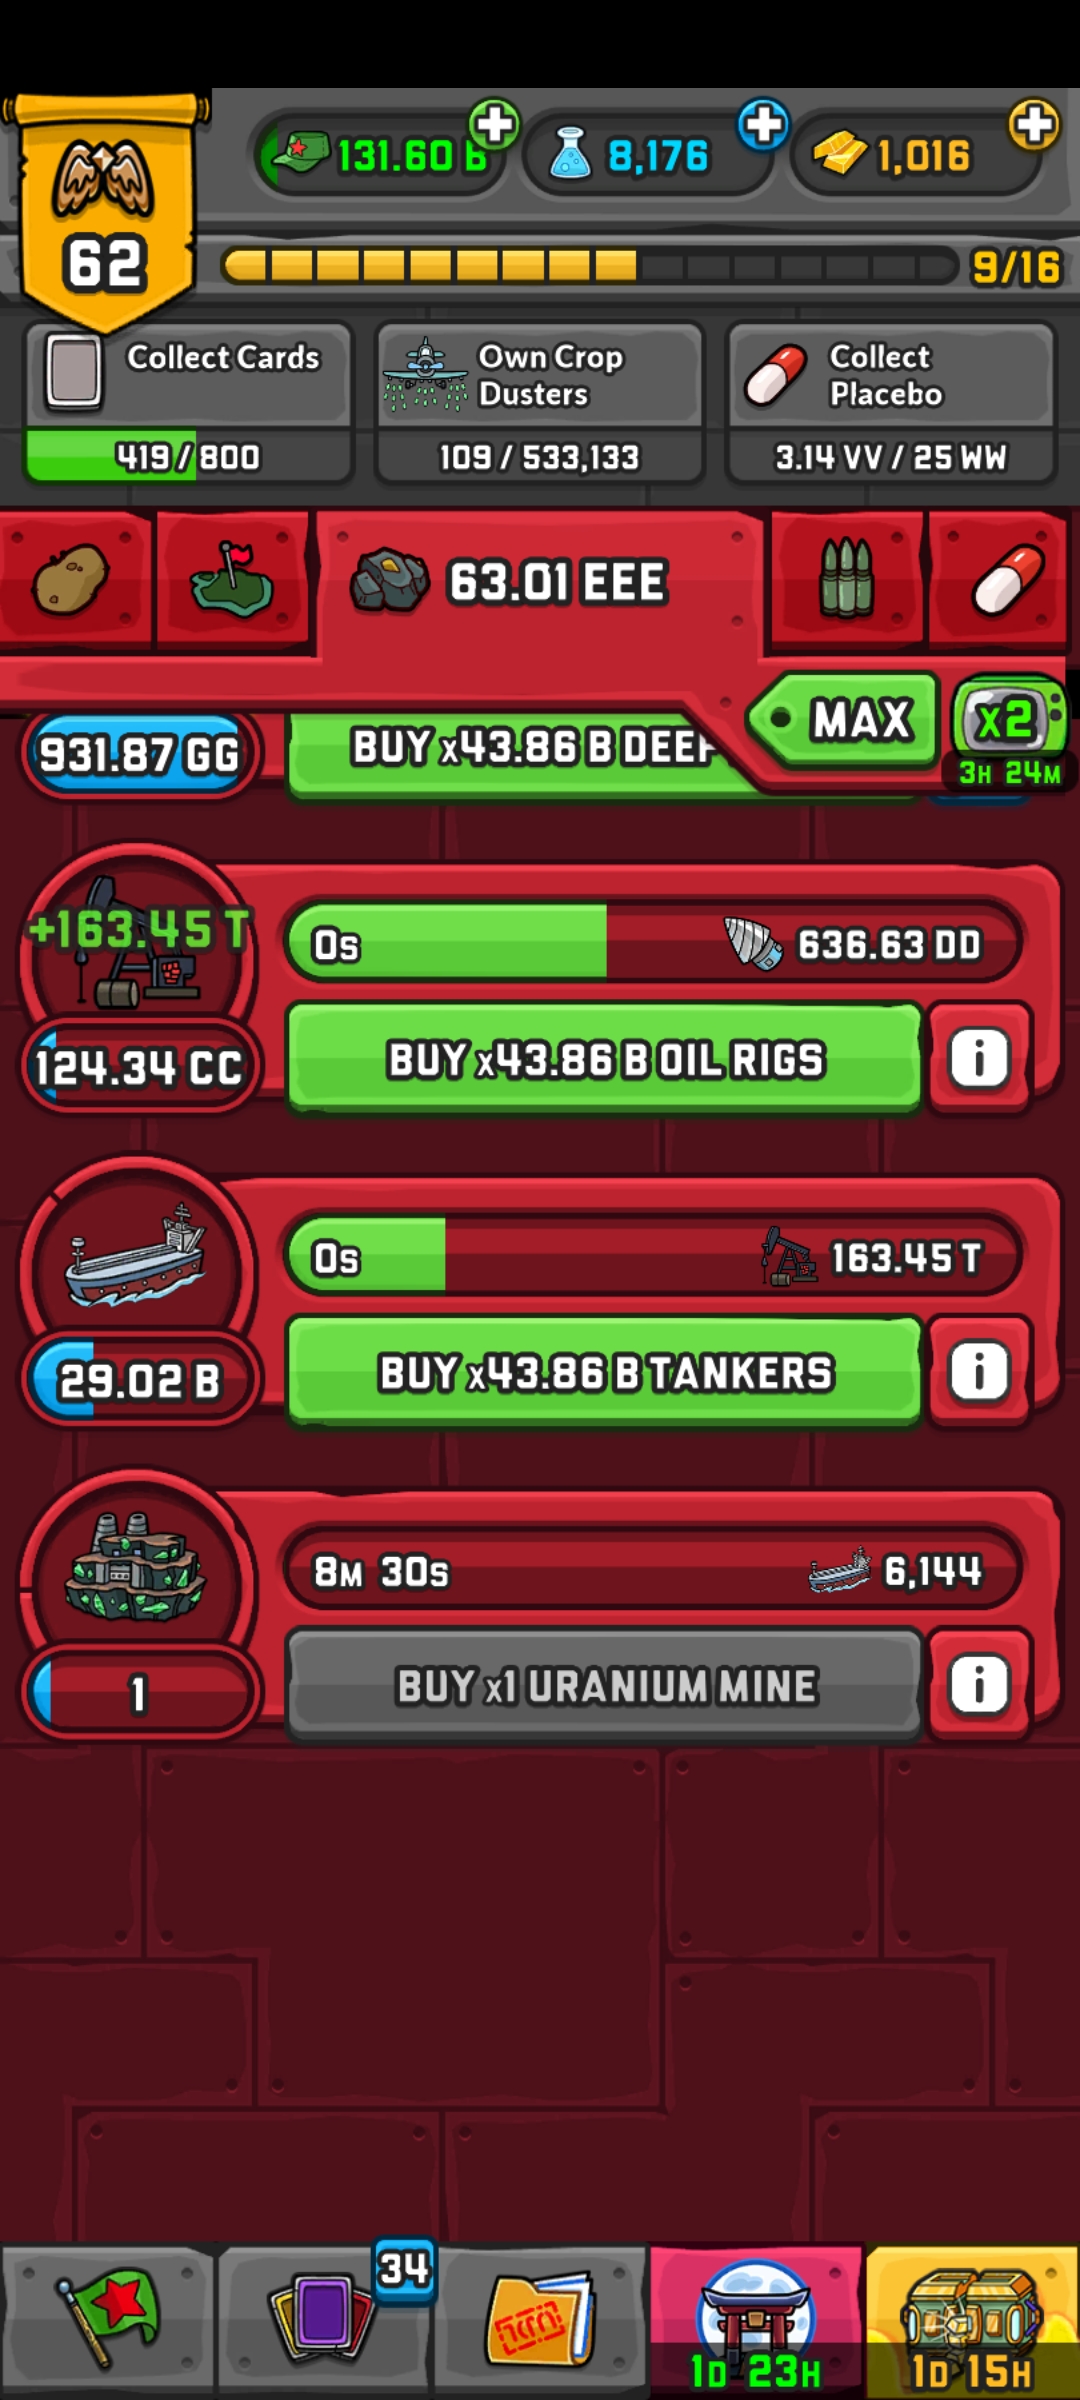 131.60 B
8,176
1,016
62
9/16
Collect Cards
419/800
Own Crop
Dusters
109/533,133
Collect
Placebo
3.14 VV/25 WW
63.01 EEE
MAX
x2
3H 24M
931.87 GG
BUY x43.86 B DEEP
+163.45 T
0s
636.63 DD
124.34 CC
BUY x43.86 B OIL RIGS
i
0s
163.45 T
29.02 B
BUY x43.86 B TANKERS
i
8M 30s
6,144
1
BUY x1 URANIUM MINE
i
34
1D 23H
1D 15H